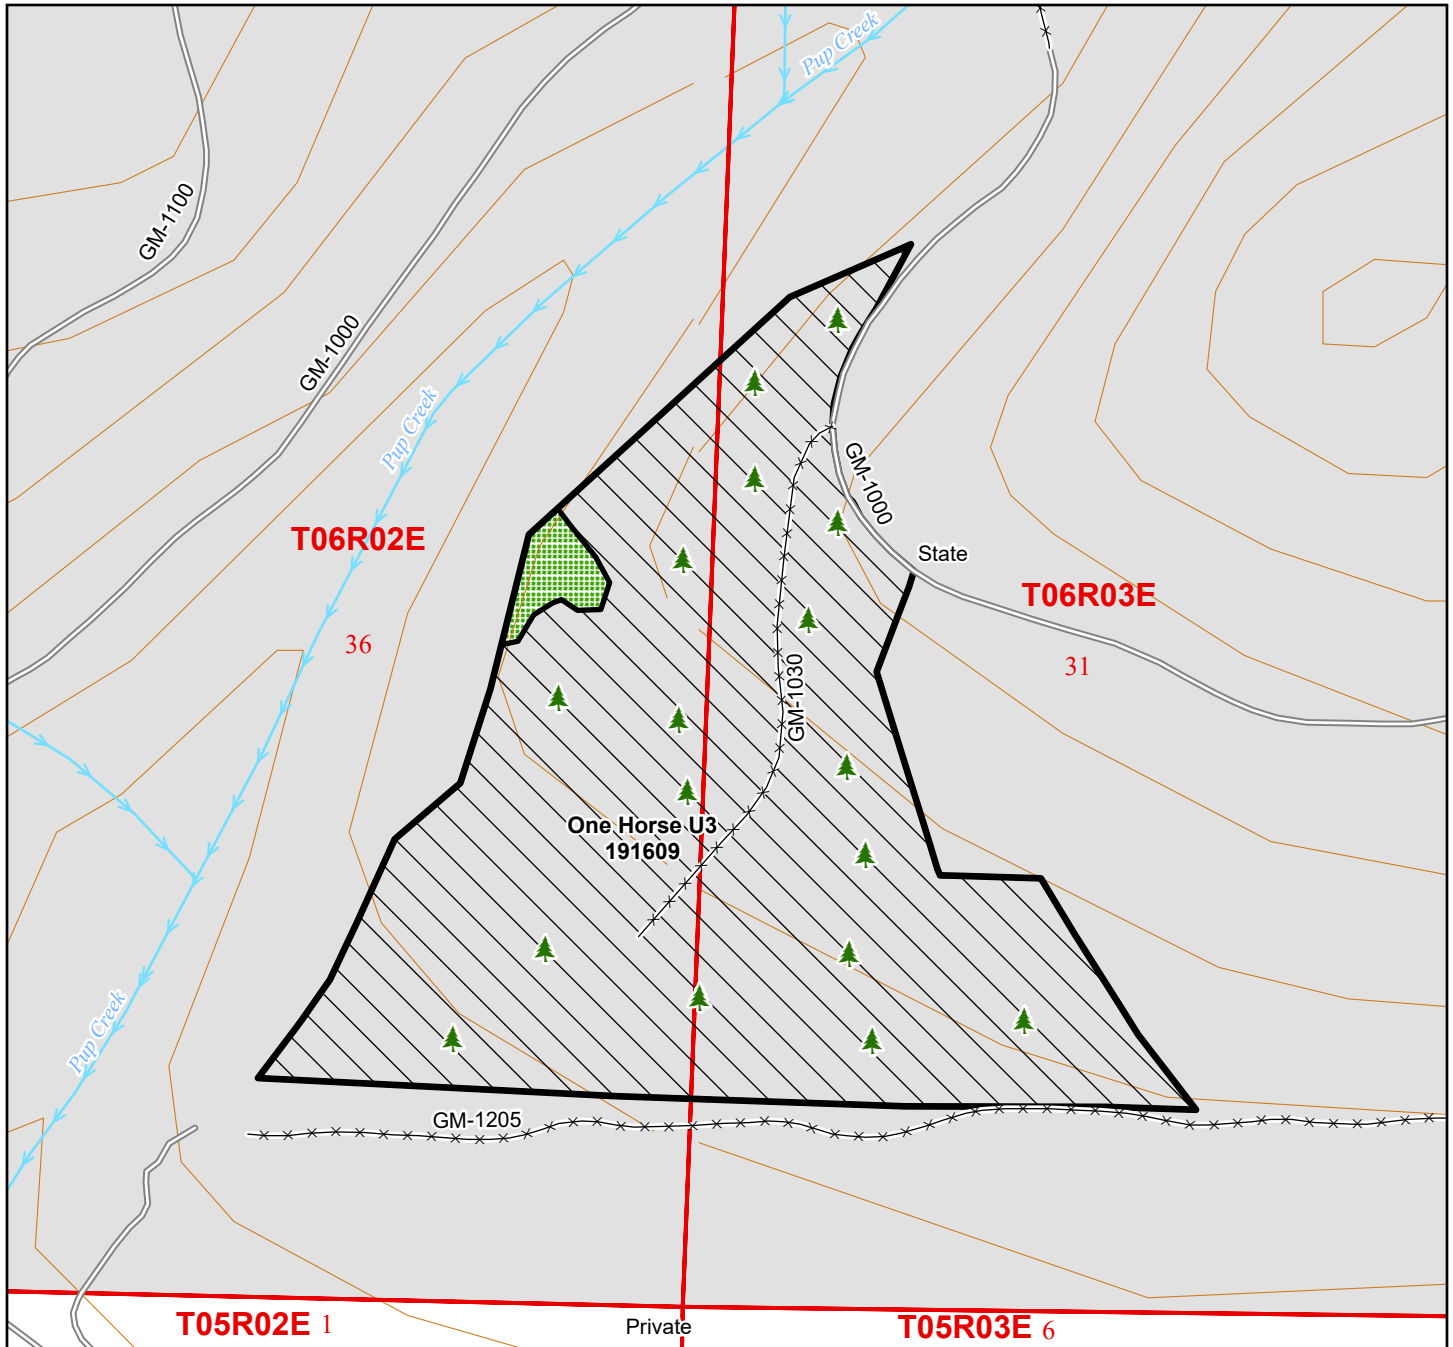 Pup Creek
GM-1100
GM-1000
Pup Creek
GM-1000
T06R02E
State
T06R03E
36
31
GM-1030
One Horse U3
191609
Pup Creek
GM-1205
T05R02E 1
Private
T05R03E 6